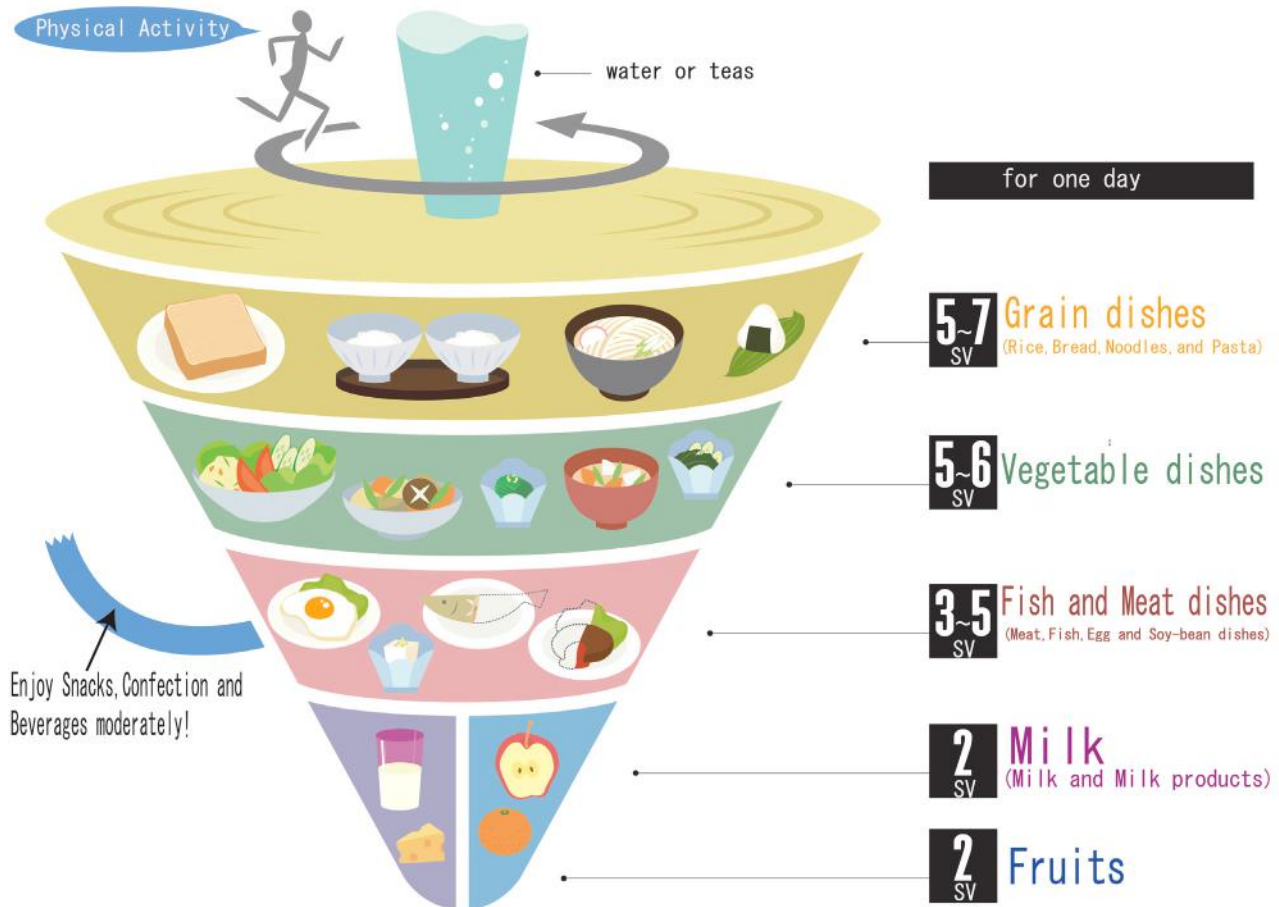 Physical Activity
water or teas
for one day
5~7
SV
Grain dishes
(Rice, Bread, Noodles, and Pasta)
5~6
SV
Vegetable dishes
3~5
SV
Fish and Meat dishes
(Meat, Fish, Egg and Soy-bean dishes)
Enjoy Snacks, Confection and
Beverages moderately!
2
SV
Milk
(Milk and Milk products)
2
SV
Fruits